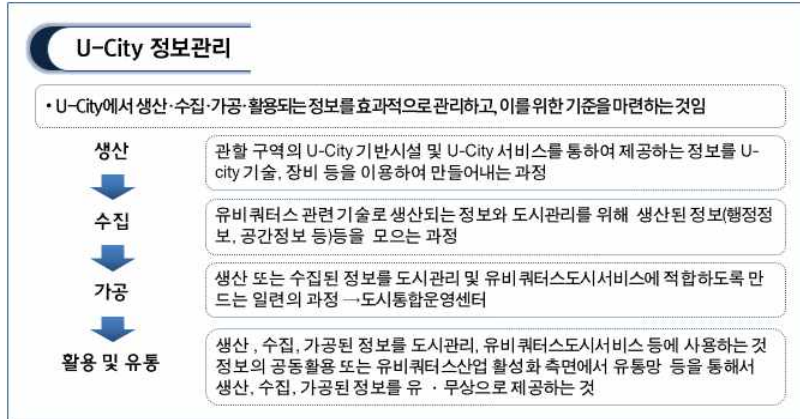 U-City 정보관리
• U-City에서 생산·수집·가공·활용되는 정보를 효과적으로 관리하고, 이를 위한 기준을 마련하는 것임
생산
관할 구역의 U-City 기반시설 및 U-City 서비스를 통하여 제공하는 정보를 U-
city 기술, 장비 등을 이용하여 만들어내는 과정
수집
유비쿼터스 관련 기술로 생산되는 정보와 도시관리를 위해 생산된 정보(행정정
보, 공간정보 등)등을 모으는 과정
가공
생산 또는 수집된 정보를 도시관리 및 유비쿼터스도시서비스에 적합하도록 만
드는 일련의 과정 →도시통합운영센터
활용 및 유통
생산 , 수집, 가공된 정보를 도시관리, 유비쿼터스도시서비스 등에 사용하는 것
정보의 공동활용 또는 유비쿼터스산업 활성화 측면에서 유통망 등을 통해서
생산, 수집, 가공된 정보를 유 · 무상으로 제공하는 것